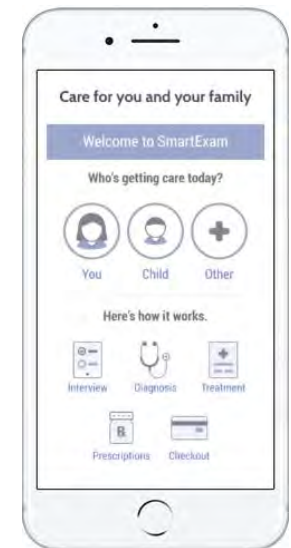 Care for you and your family
Welcome to SmartExam
Who's getting care today?
You Child Other
Here's how it works.
Interview Diagnosis Treatment
Rx
Prescriptions Checkout